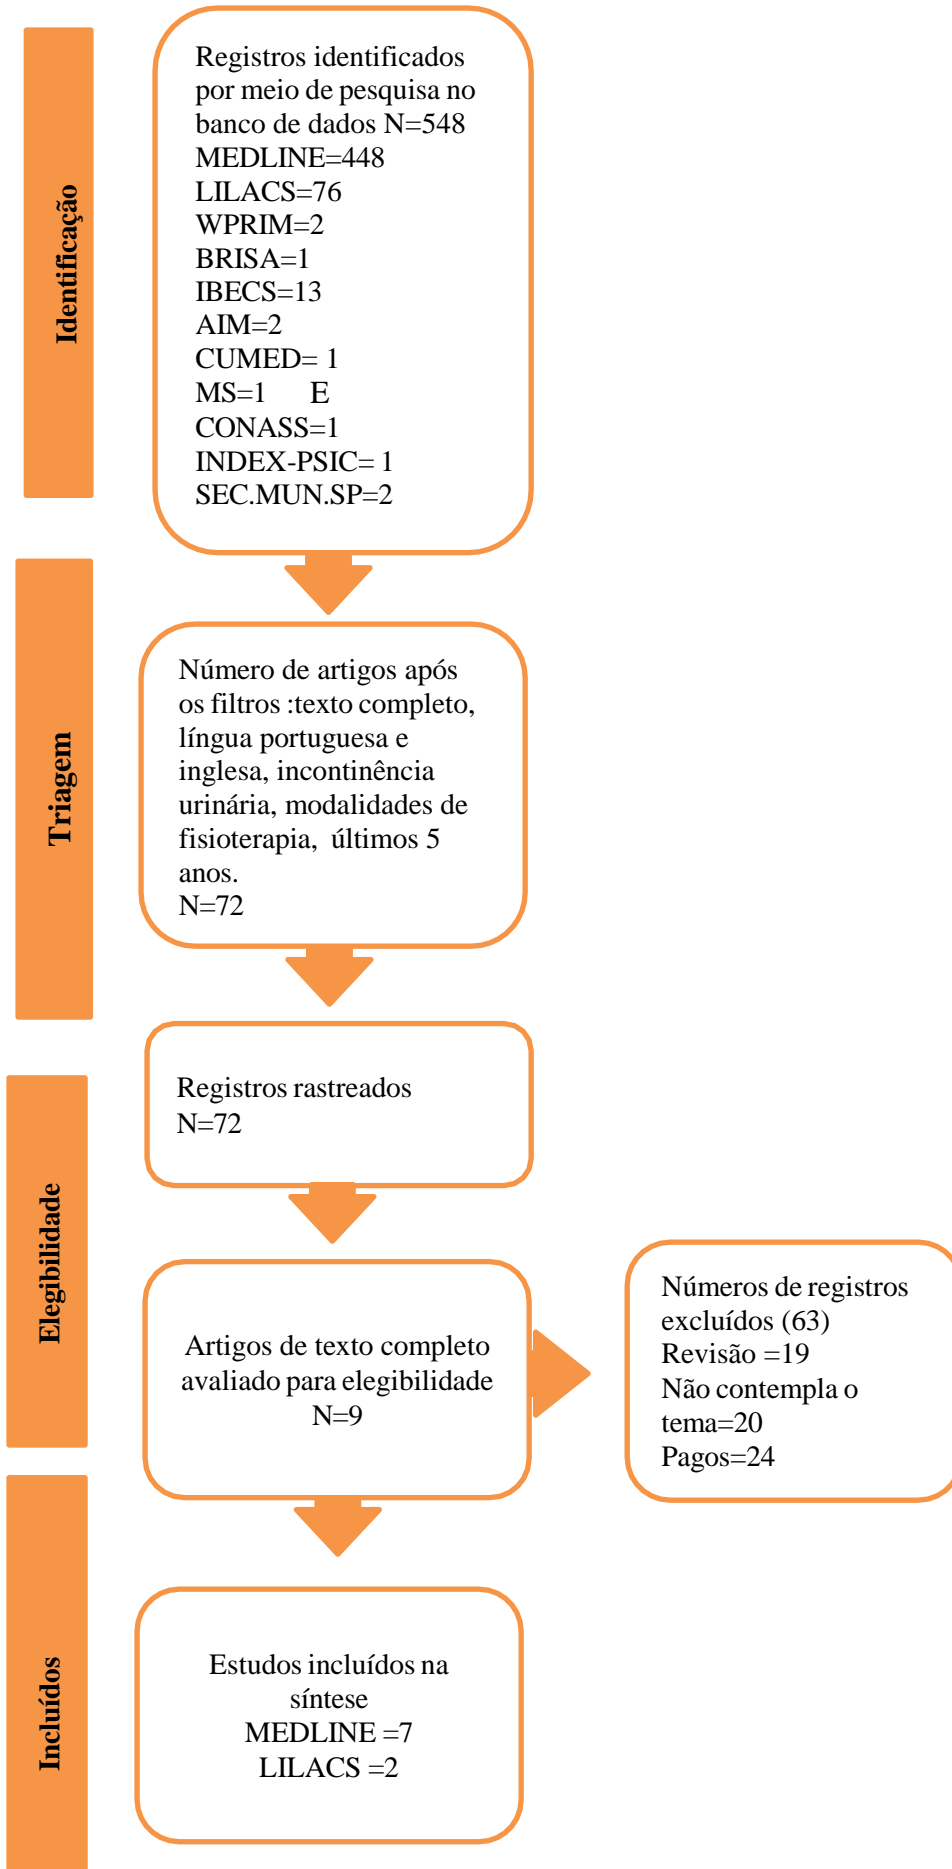 Identificação
Registros identificados
por meio de pesquisa no
banco de dados N=548
MEDLINE=448
LILACS=76
WPRIM=2
BRISA=1
IBECS=13
AIM=2
CUMED= 1
MS=1 E
CONASS=1
INDEX-PSIC= 1
SEC.MUN.SP=2
Triagem
Número de artigos após
os filtros :texto completo,
língua portuguesa e
inglesa, incontinência
urinária, modalidades de
fisioterapia, últimos 5
anos.
N=72
Registros rastreados
N=72
Elegibilidade
Artigos de texto completo
avaliado para elegibilidade
N=9
Números de registros
excluídos (63)
Revisão =19
Não contempla o
tema=20
Pagos=24
Incluídos
Estudos incluídos na
síntese
MEDLINE =7
LILACS =2